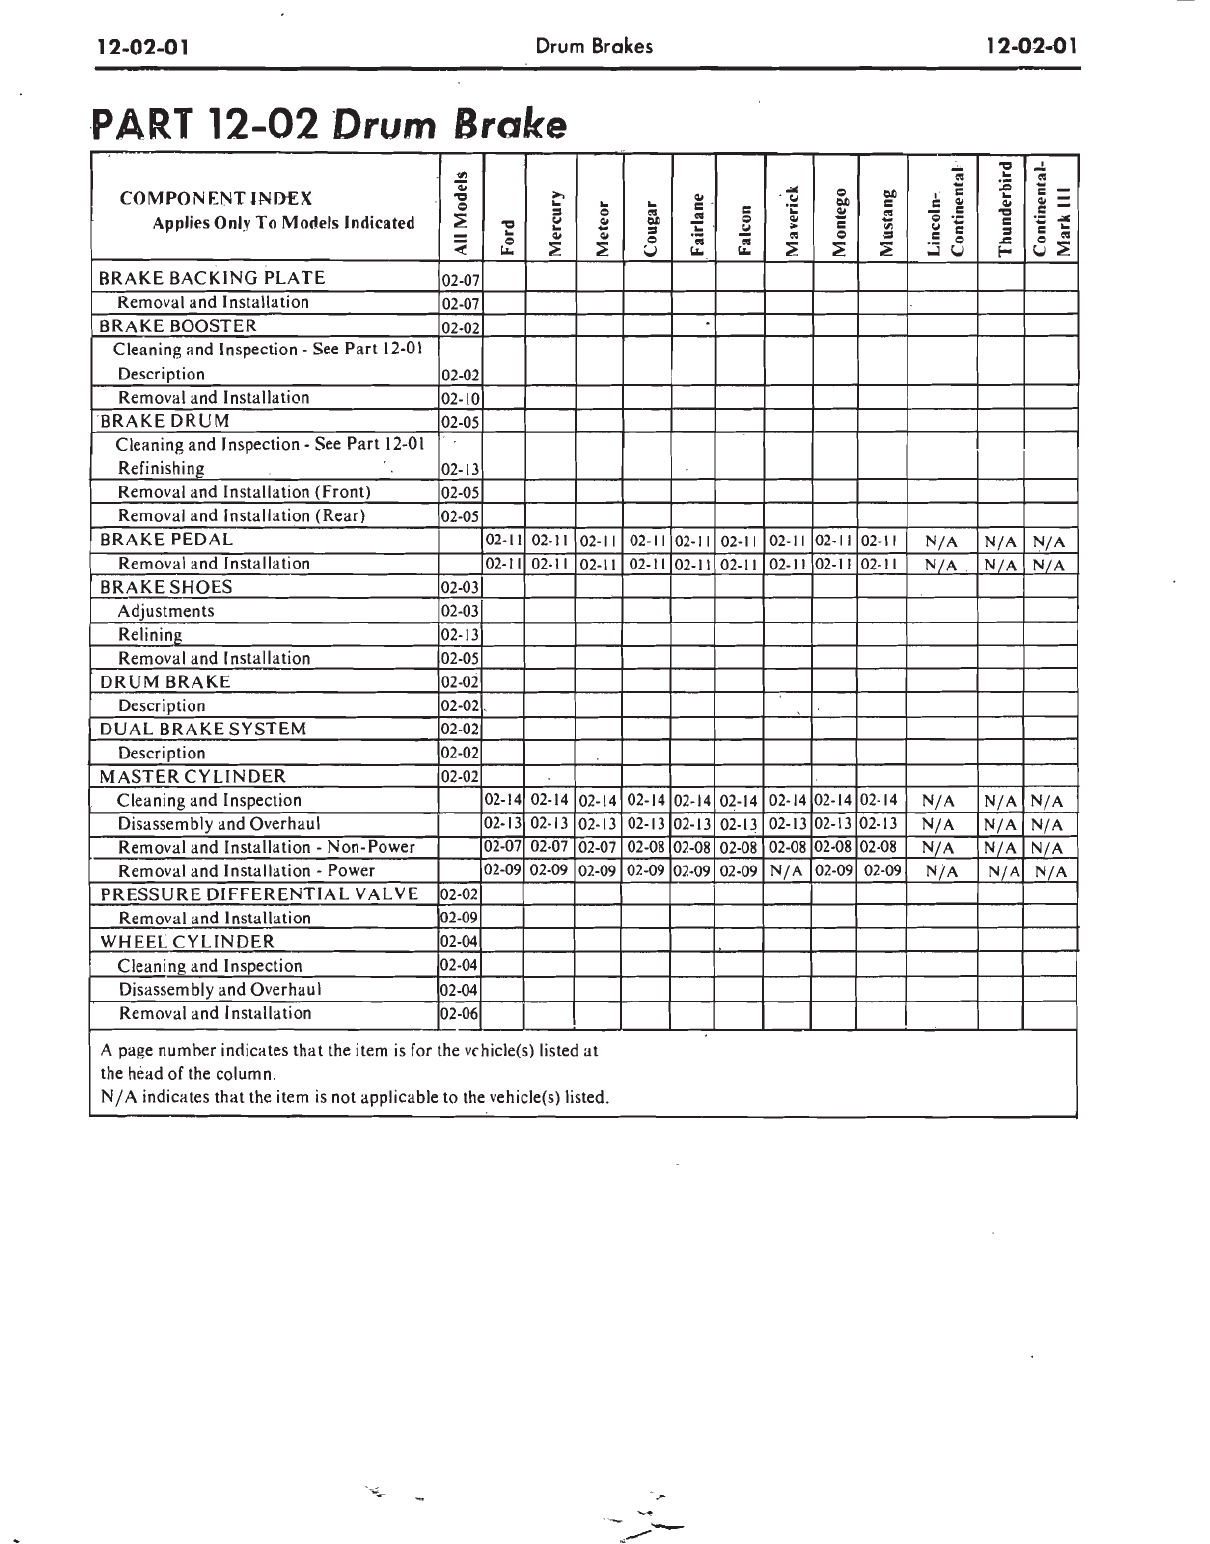 12-02-01 Drum Brakes 12-02-01
PART 12-02 Drum Brake
COMPONENT INDEX
Applies Only To Models Indicated
All Models
Ford
Mercury
Meteor
Cougar
Fairlane
Falcon
Maverick
Montego
Mustang
Lincoln-
Continental
Thunderbird
Continental-
Mark III
BRAKE BACKING PLATE 02-07
Removal and Installation 02-07
BRAKE BOOSTER 02-02
Cleaning and Inspection - See Part 12-01
Description 02-02
Removal and Installation 02-10
BRAKE DRUM 02-05
Cleaning and Inspection - See Part 12-01
Refinishing 02-13
Removal and Installation (Front) 02-05
Removal and Installation (Rear) 02-05
BRAKE PEDAL 02-11 02-11 02-11 02-11 02-11 02-11 02-11 02-11 02-11 N/A N/A N/A
Removal and Installation 02-11 02-11 02-11 02-11 02-11 02-11 02-11 02-11 02-11 N/A N/A N/A
BRAKE SHOES 02-03
Adjustments 02-03
Relining 02-13
Removal and Installation 02-05
DRUM BRAKE 02-02
Description 02-02
DUAL BRAKE SYSTEM 02-02
Description 02-02
MASTER CYLINDER 02-02
Cleaning and Inspection 02-14 02-14 02-14 02-14 02-14 02-14 02-14 02-14 02-14 N/A N/A N/A
Disassembly and Overhaul 02-13 02-13 02-13 02-13 02-13 02-13 02-13 02-13 02-13 N/A N/A N/A
Removal and Installation - Non-Power 02-07 02-07 02-07 02-08 02-08 02-08 02-08 02-08 02-08 N/A N/A N/A
Removal and Installation - Power 02-09 02-09 02-09 02-09 02-09 02-09 N/A 02-09 02-09 N/A N/A N/A
PRESSURE DIFFERENTIAL VALVE 02-02
Removal and Installation 02-09
WHEEL CYLINDER 02-04
Cleaning and Inspection 02-04
Disassembly and Overhaul 02-04
Removal and Installation 02-06
A page number indicates that the item is for the vehicle(s) listed at
the head of the column.
N/A indicates that the item is not applicable to the vehicle(s) listed.